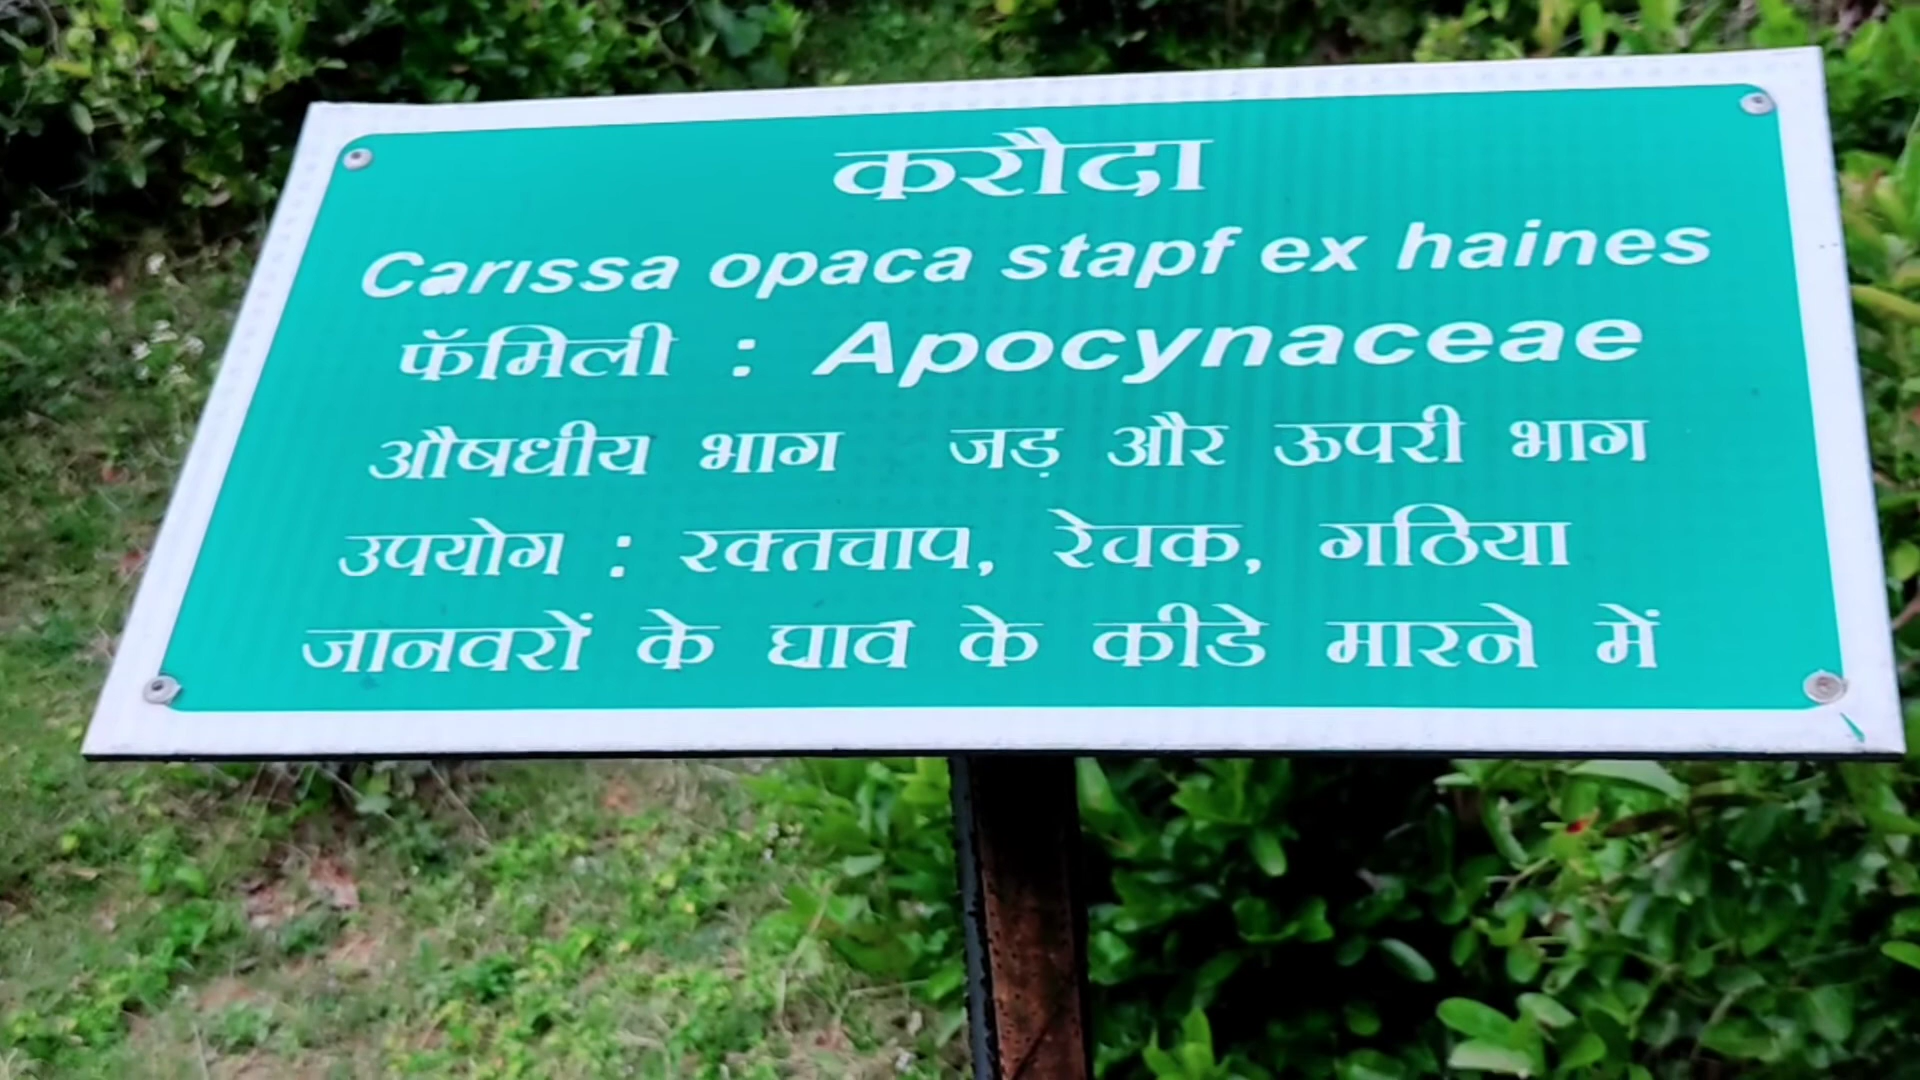 करौदा
Carissa opaca stapf ex haines
फॅमिली : Apocynaceae
औषधीय भाग जड़ और ऊपरी भाग
उपयोग : रक्तचाप, रेचक, गठिया
जानवरों के घाव के कीडे मारने में